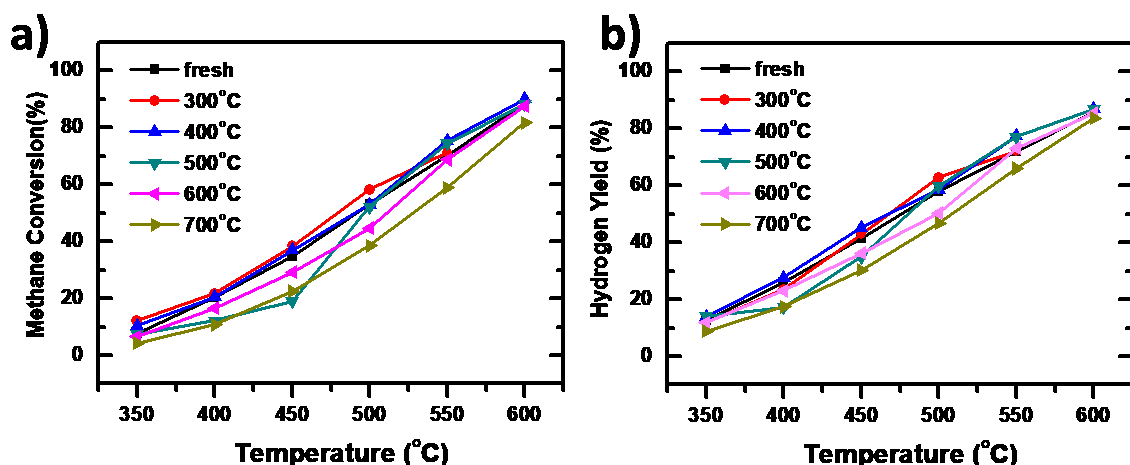 a)
Methane Conversion(%)
100
80
60
40
20
0
fresh
300°C
400°C
500°C
600°C
700°C
350 400 450 500 550 600
Temperature (°C)
b)
Hydrogen Yield (%)
100
80
60
40
20
0
fresh
300°C
400°C
500°C
600°C
700°C
350 400 450 500 550 600
Temperature (°C)